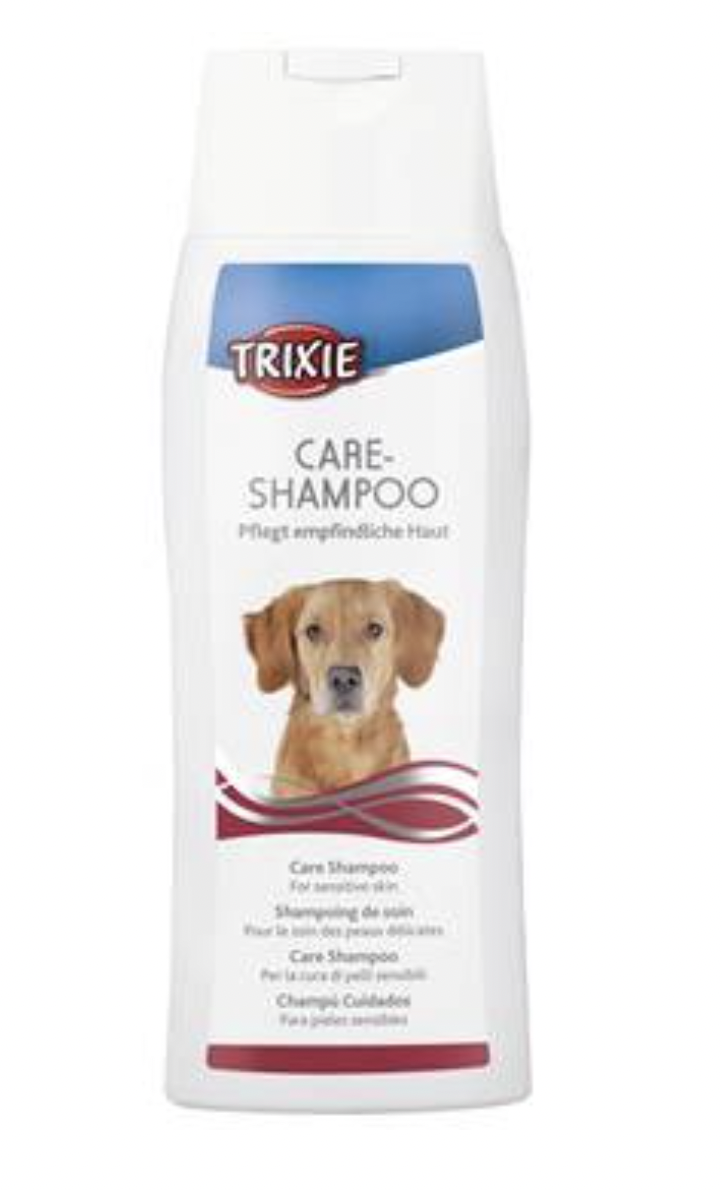 TRIXIE
CARE-
SHAMPOO
Pflegt empfindliche Haut
Care Shampoo
For sensitive skin
Shampoing de soin
Pour le soin des peaux délicates
Care Shampoo
Per la cura di pelli sensibili
Champú Cuidados
Para pieles sensibles